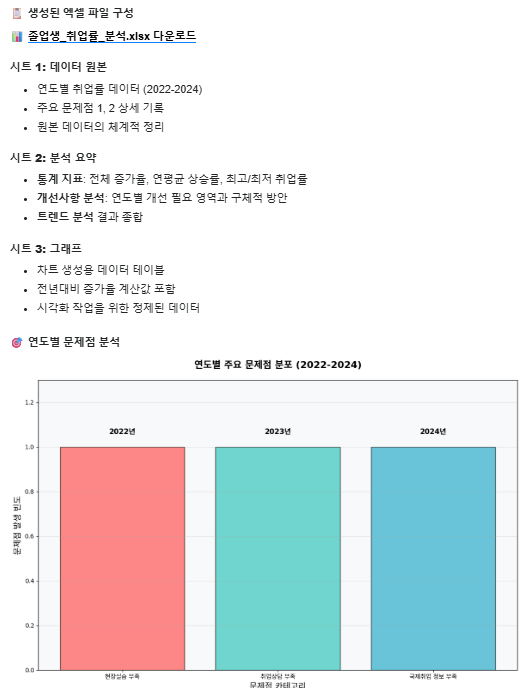 📋 생성된 엑셀 파일 구성
📊 졸업생_취업률_분석.xlsx 다운로드
시트 1: 데이터 원본
• 연도별 취업률 데이터 (2022-2024)
• 주요 문제점 1, 2 상세 기록
• 원본 데이터의 체계적 정리
시트 2: 분석 요약
• 통계 지표: 전체 증가율, 연평균 상승률, 최고/최저 취업률
• 개선사항 분석: 연도별 개선 필요 영역과 구체적 방안
• 트렌드 분석 결과 종합
시트 3: 그래프
• 차트 생성용 데이터 테이블
• 전년대비 증가율 계산값 포함
• 시각화 작업을 위한 정제된 데이터
🎯 연도별 문제점 분석
연도별 주요 문제점 분포 (2022-2024)
문제점 발생 빈도
1.2
1.0
0.8
0.6
0.4
0.2
0.0
2022년
2023년
2024년
현장실습 부족
취업상담 부족
국제취업 정보 부족
문제점 카테고리